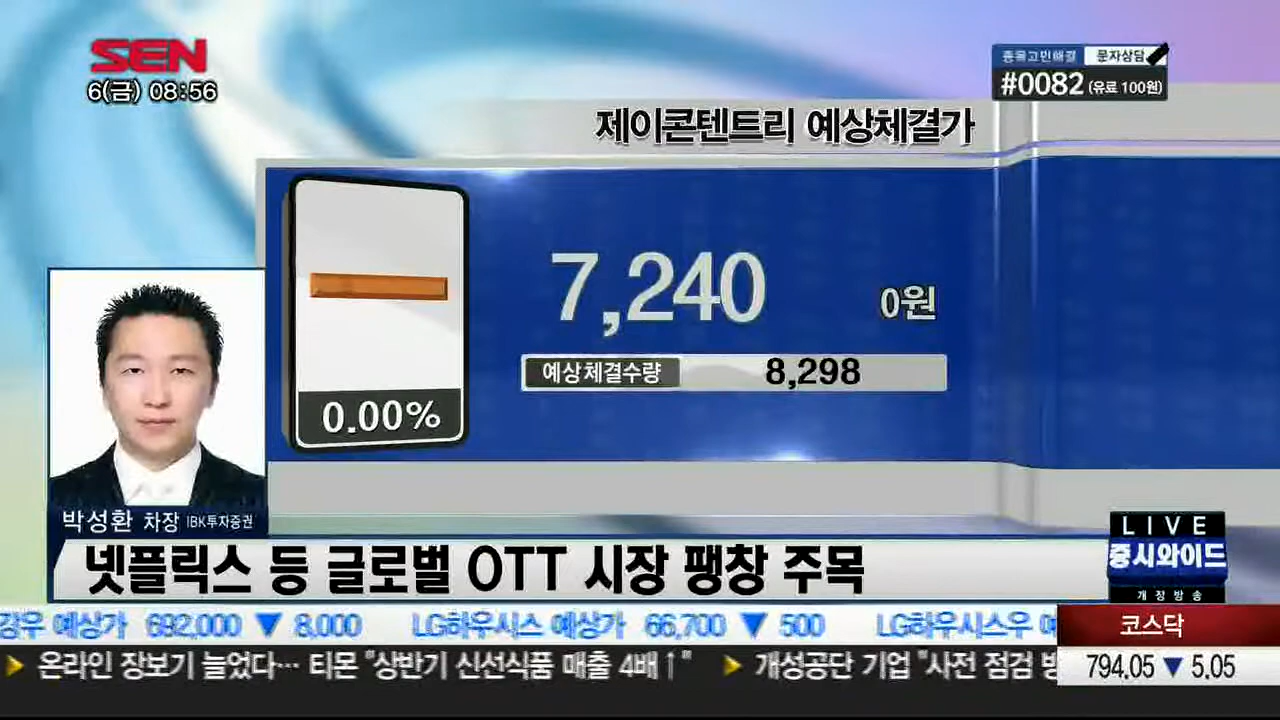 SEN
6(금) 08:56
종목고민해결 문자상담
#0082 (유료 100원)
제이콘텐트리 예상체결가
7,240 0원
예상체결수량 8,298
0.00%
박성환 차장 IBK투자증권
넷플릭스 등 글로벌 OTT 시장 팽창 주목
LIVE
증시와이드
개장방송
강우 예상가 692,000 ▼ 8,000 LG하우시스 예상가 66,700 ▼ 500 LG하우시스우
코스닥
794.05 ▼ 5.05
▶ 온라인 장보기 늘었다… 티몬 "상반기 신선식품 매출 4배↑" ▶ 개성공단 기업 "사전 점검